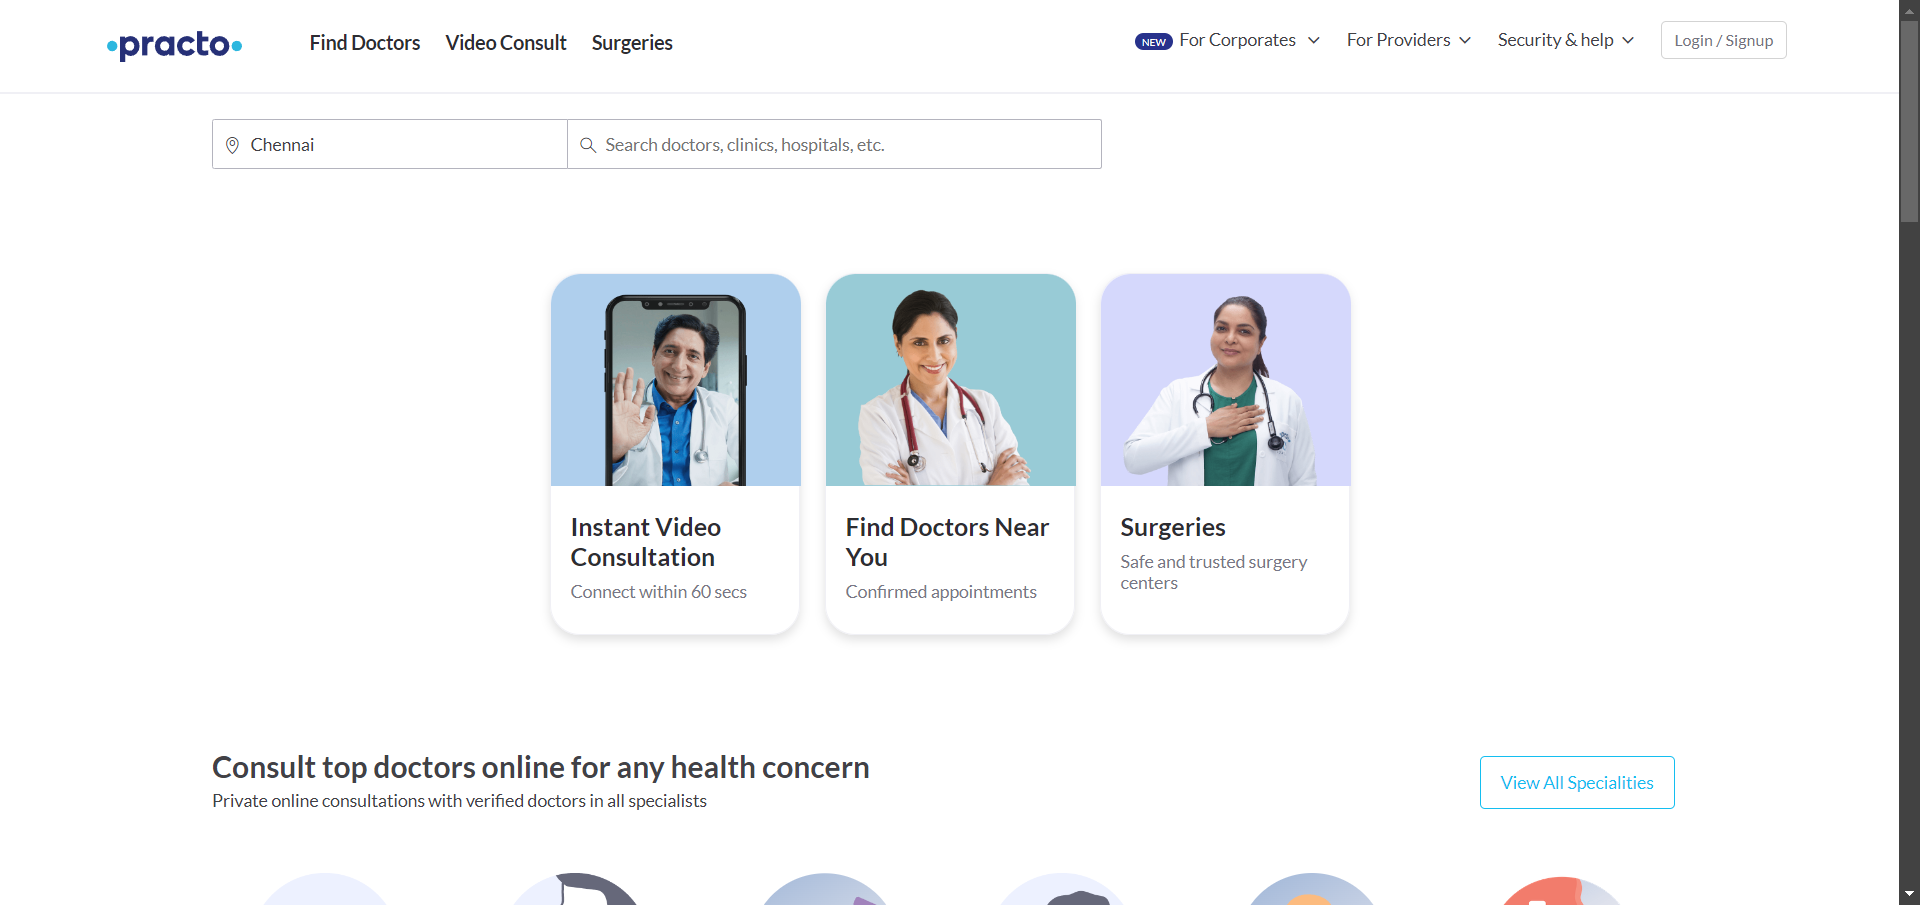 practo
Find Doctors
Video Consult
Surgeries
NEW
For Corporates
For Providers
Security & help
Login / Signup
Chennai
Search doctors, clinics, hospitals, etc.
Instant Video
Consultation
Connect within 60 secs
Find Doctors Near
You
Confirmed appointments
Surgeries
Safe and trusted surgery
centers
Consult top doctors online for any health concern
Private online consultations with verified doctors in all specialists
View All Specialities